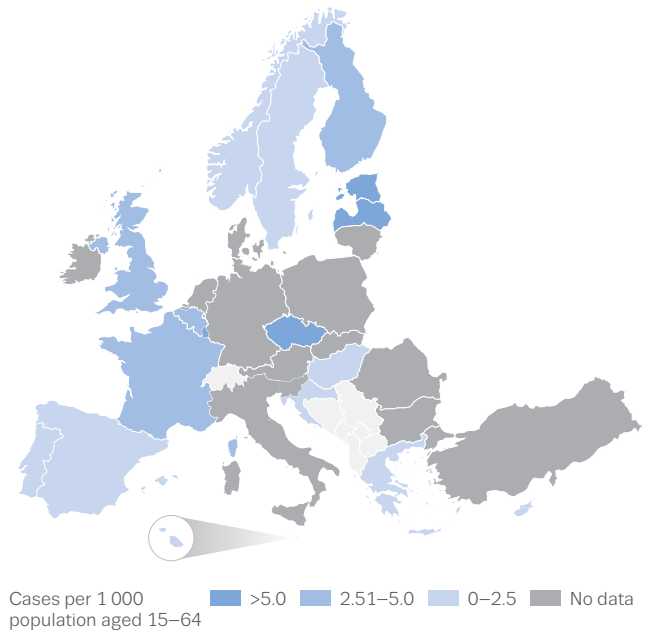 Cases per 1 000
population aged 15–64
>5.0
2.51–5.0
0–2.5
No data